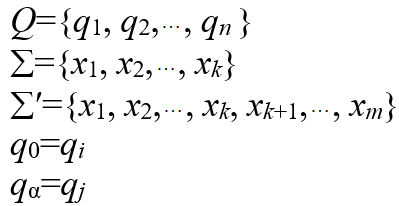 Q={q₁, q₂,···, qₙ }
Σ={x₁, x₂,···, xₖ}
Σ′={x₁, x₂,···, xₖ, xₖ₊₁,···, xₘ}
q₀=qᵢ
qα=qⱼ